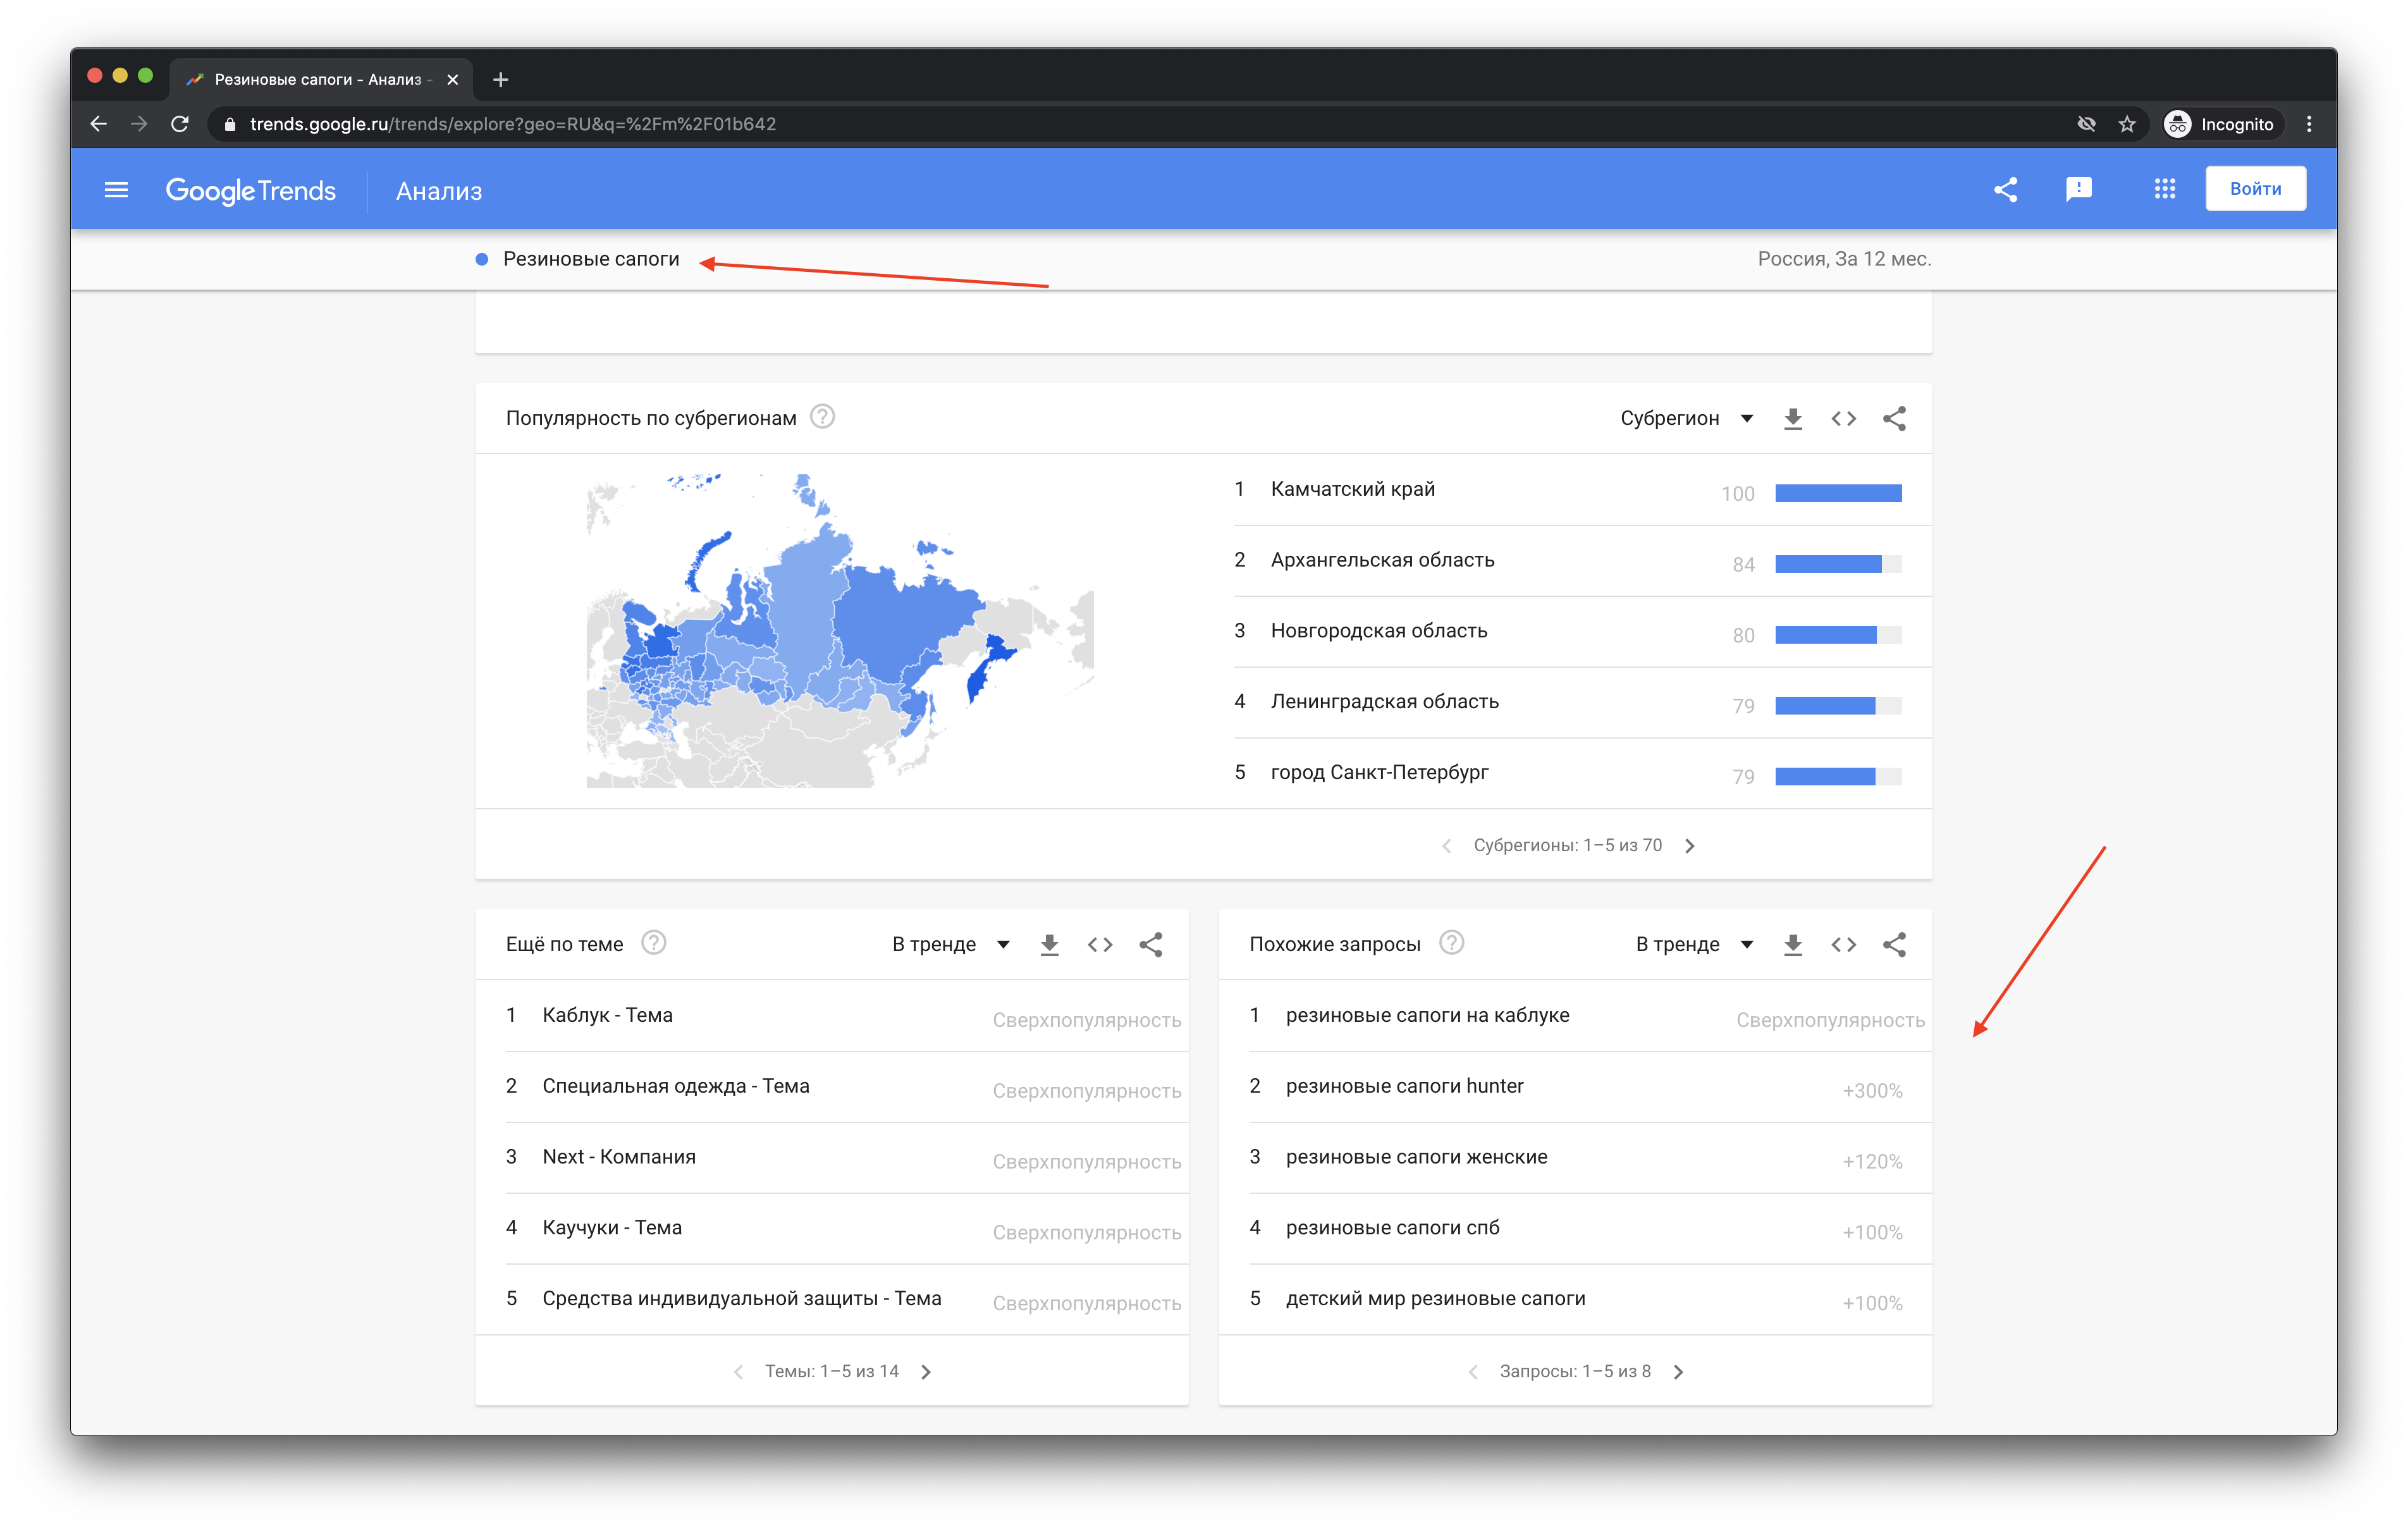 Резиновые сапоги - Анализ -
trends.google.ru/trends/explore?geo=RU&q=%2Fm%2F01b642
Incognito
Google Trends
Анализ
Войти
Резиновые сапоги
Россия, За 12 мес.
Популярность по субрегионам
Субрегион
1 Камчатский край 100
2 Архангельская область 84
3 Новгородская область 80
4 Ленинградская область 79
5 город Санкт-Петербург 79
Субрегионы: 1–5 из 70
Ещё по теме
В тренде
1 Каблук - Тема Сверхпопулярность
2 Специальная одежда - Тема Сверхпопулярность
3 Next - Компания Сверхпопулярность
4 Каучуки - Тема Сверхпопулярность
5 Средства индивидуальной защиты - Тема Сверхпопулярность
Темы: 1–5 из 14
Похожие запросы
В тренде
1 резиновые сапоги на каблуке Сверхпопулярность
2 резиновые сапоги hunter +300%
3 резиновые сапоги женские +120%
4 резиновые сапоги спб +100%
5 детский мир резиновые сапоги +100%
Запросы: 1–5 из 8